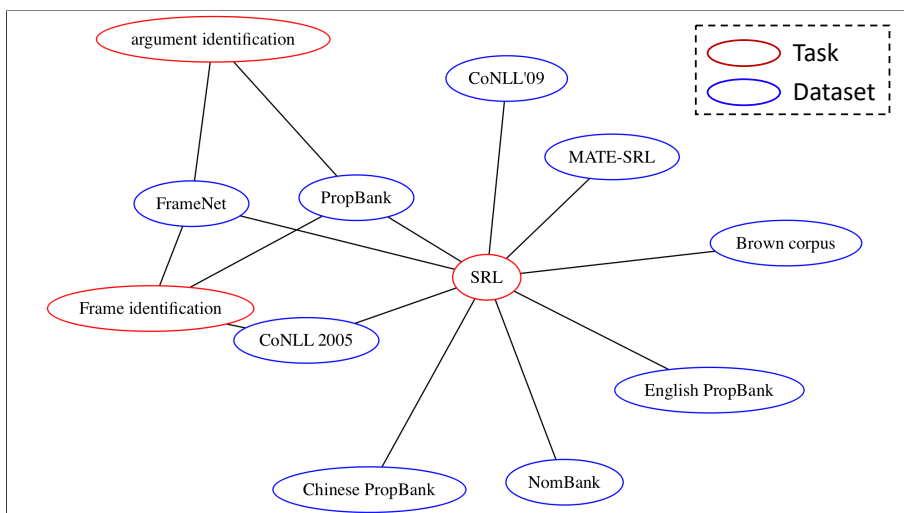 argument identification
Task
CoNLL'09
Dataset
MATE-SRL
FrameNet
PropBank
Brown corpus
SRL
Frame identification
CoNLL 2005
English PropBank
Chinese PropBank
NomBank